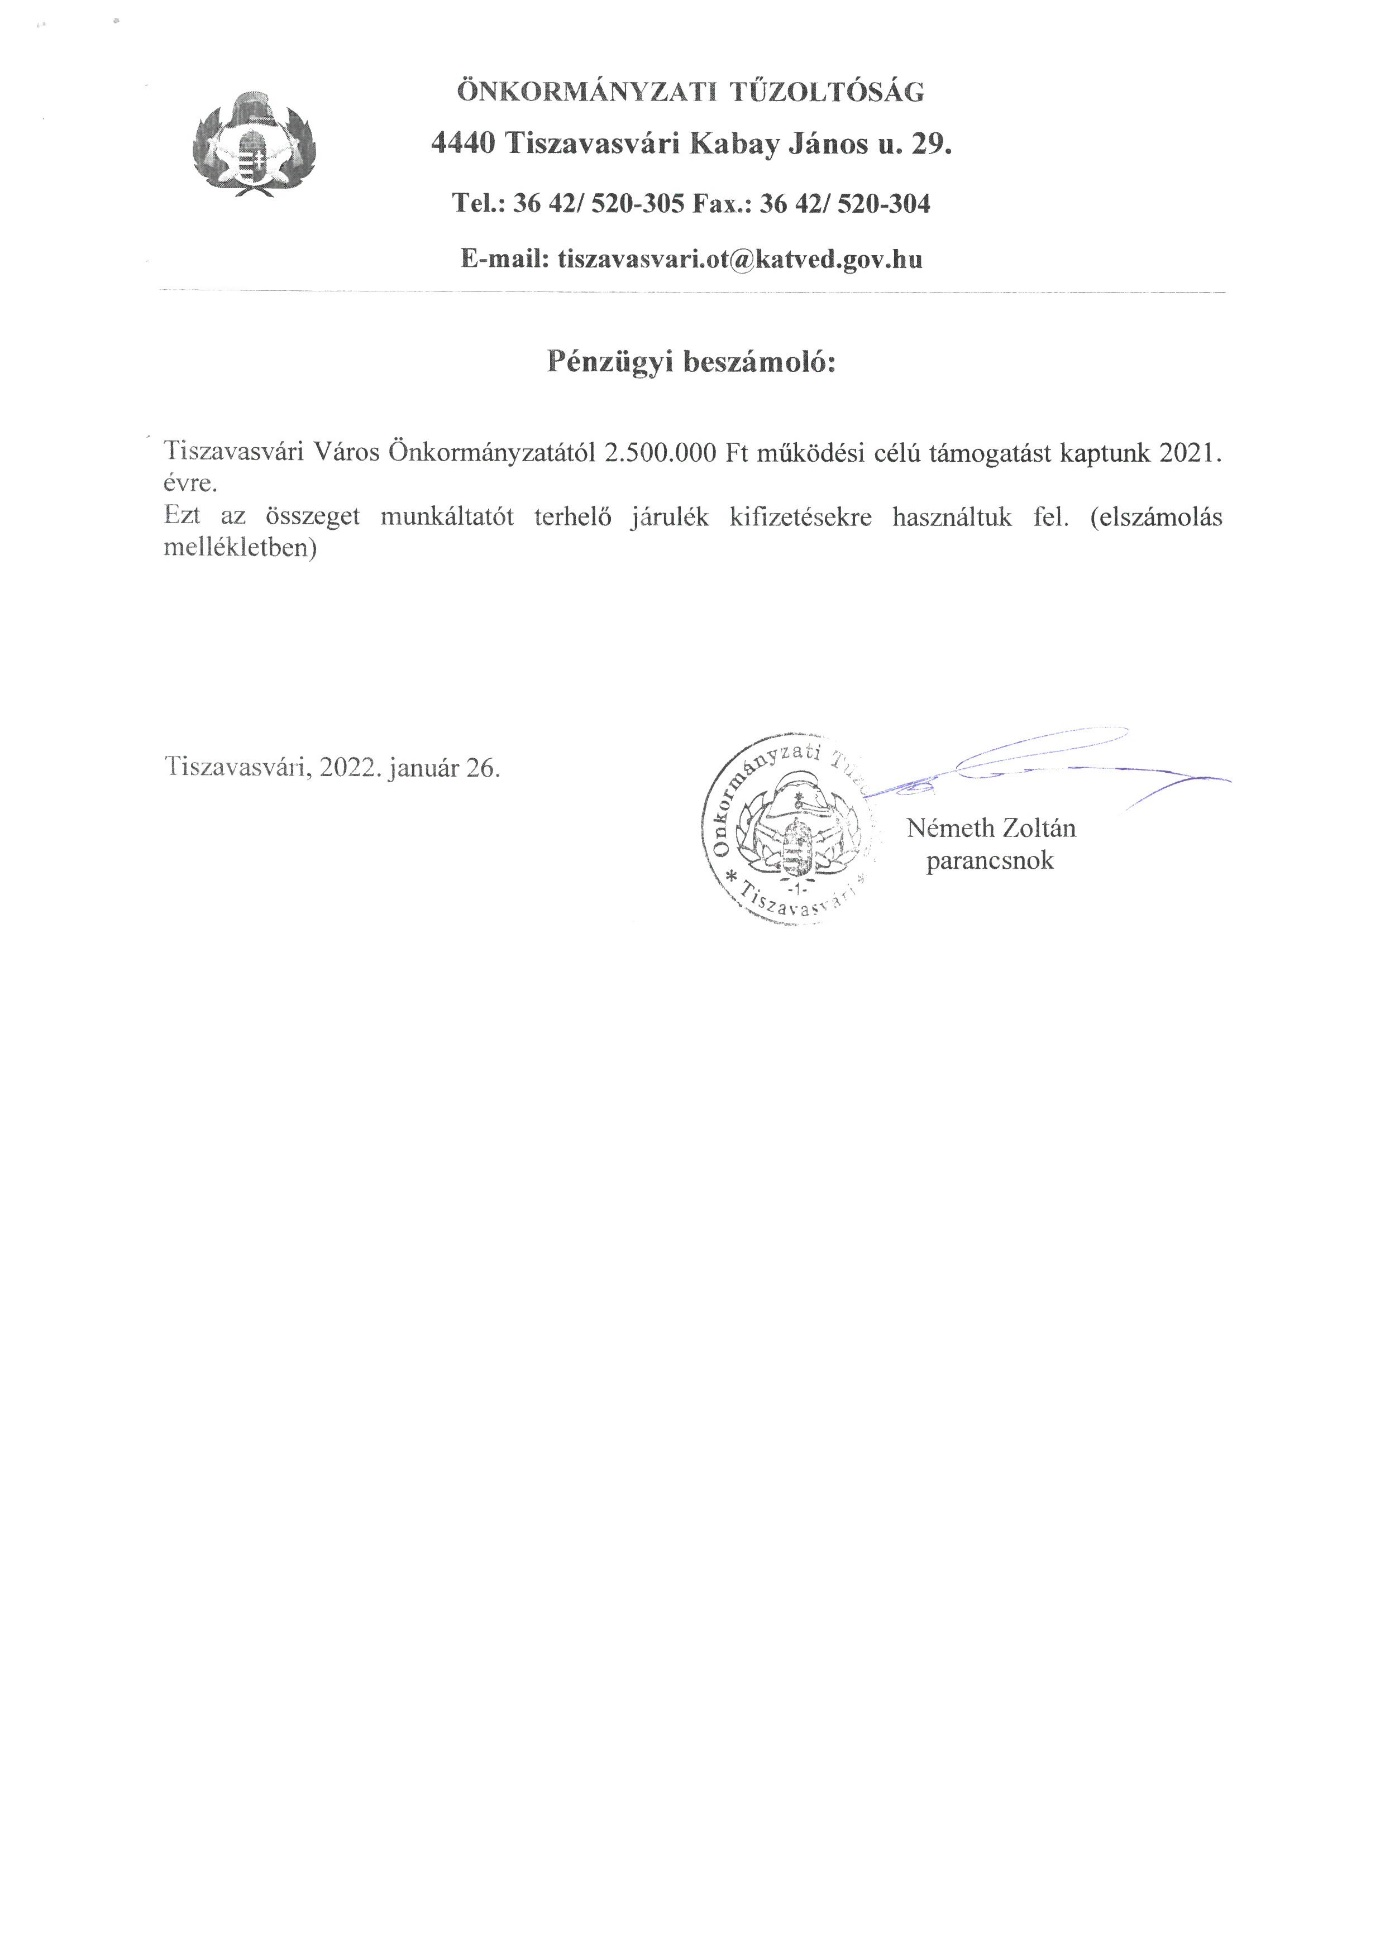 ÖNKORMÁNYZATI TŰZOLTÓSÁG
4440 Tiszavasvári Kabay János u. 29.
Tel.: 36 42/ 520-305 Fax.: 36 42/ 520-304
E-mail: tiszavasvari.ot@katved.gov.hu
Pénzügyi beszámoló:
Tiszavasvári Város Önkormányzatától 2.500.000 Ft működési célú támogatást kaptunk 2021.
évre.
Ezt az összeget munkáltatót terhelő járulék kifizetésekre használtuk fel. (elszámolás
mellékletben)
Tiszavasvári, 2022. január 26.
Önkormányzati
* Tiszavasvári *
-1-
Németh Zoltán
parancsnok